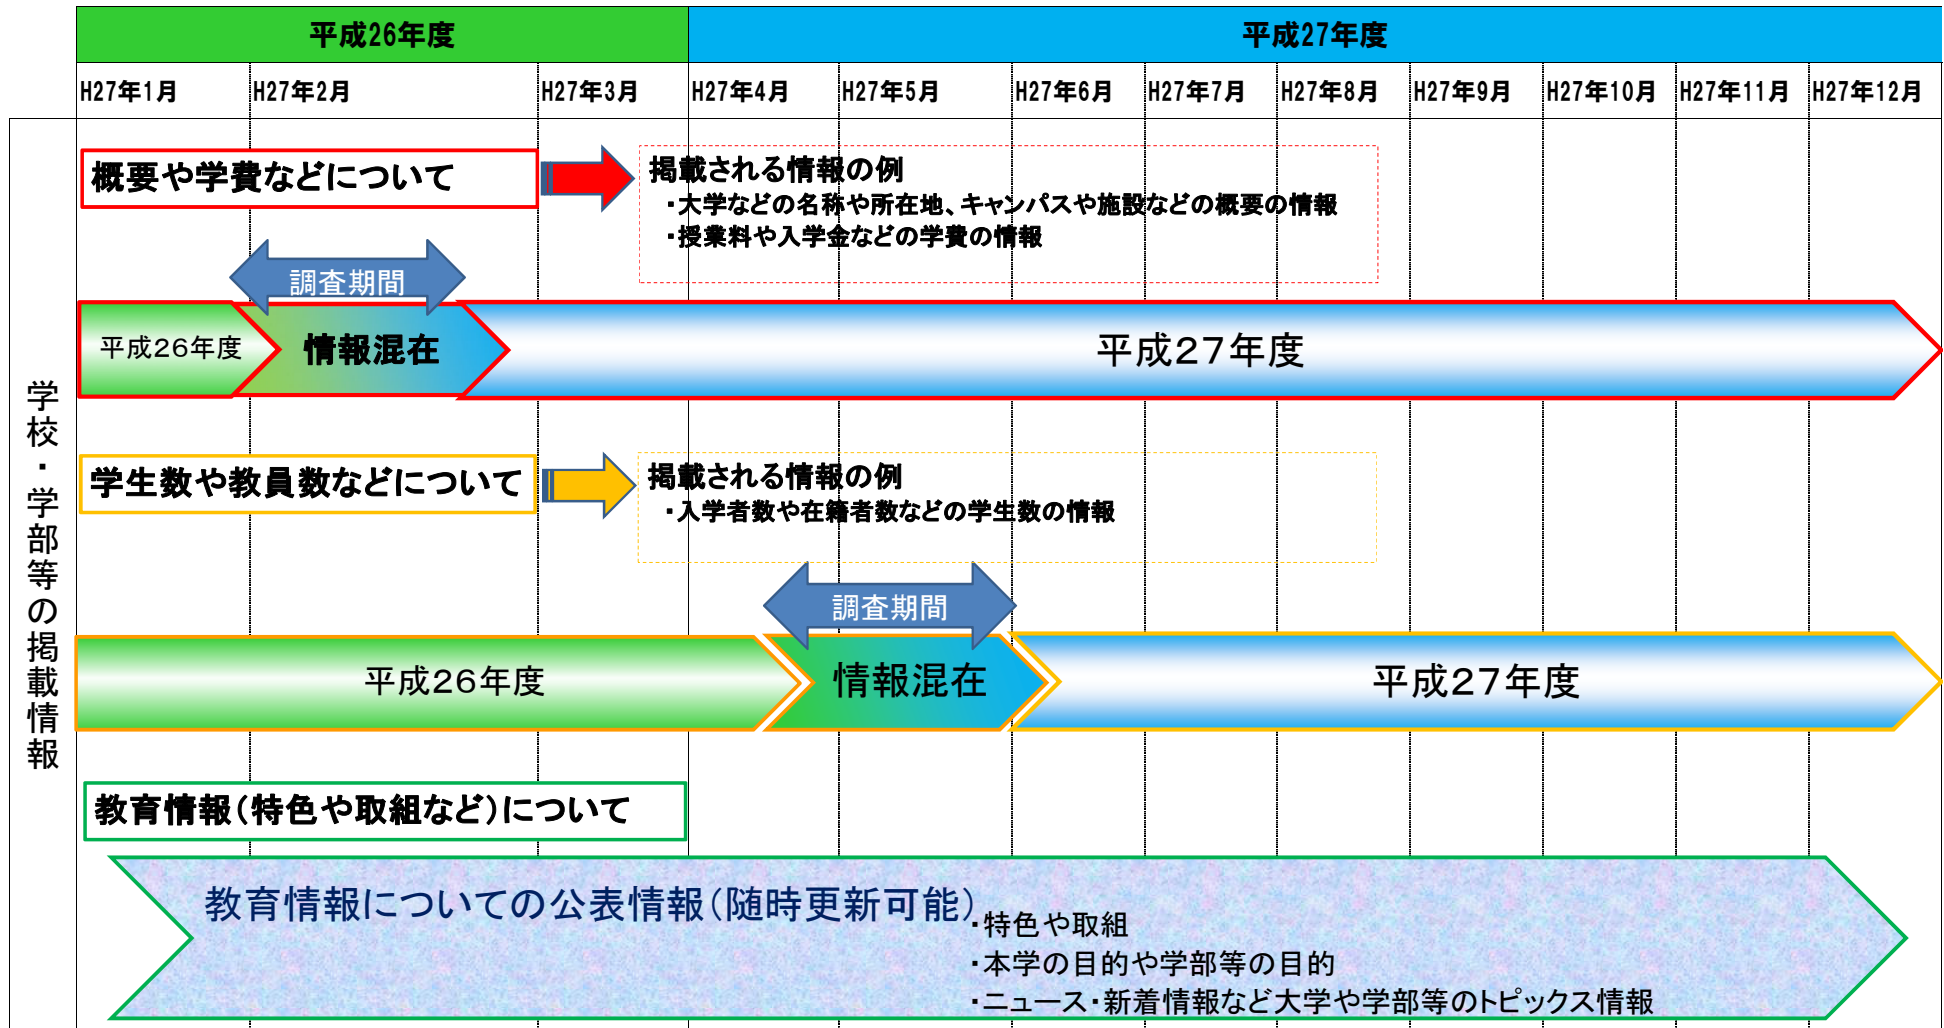 平成26年度
平成27年度
H27年1月
H27年2月
H27年3月
H27年4月
H27年5月
H27年6月
H27年7月
H27年8月
H27年9月
H27年10月
H27年11月
H27年12月
学校・学部等の掲載情報
概要や学費などについて
掲載される情報の例
・大学などの名称や所在地、キャンパスや施設などの概要の情報
・授業料や入学金などの学費の情報
調査期間
平成26年度
情報混在
平成27年度
学生数や教員数などについて
掲載される情報の例
・入学者数や在籍者数などの学生数の情報
調査期間
平成26年度
情報混在
平成27年度
教育情報(特色や取組など)について
教育情報についての公表情報(随時更新可能)
・特色や取組
・本学の目的や学部等の目的
・ニュース・新着情報など大学や学部等のトピックス情報